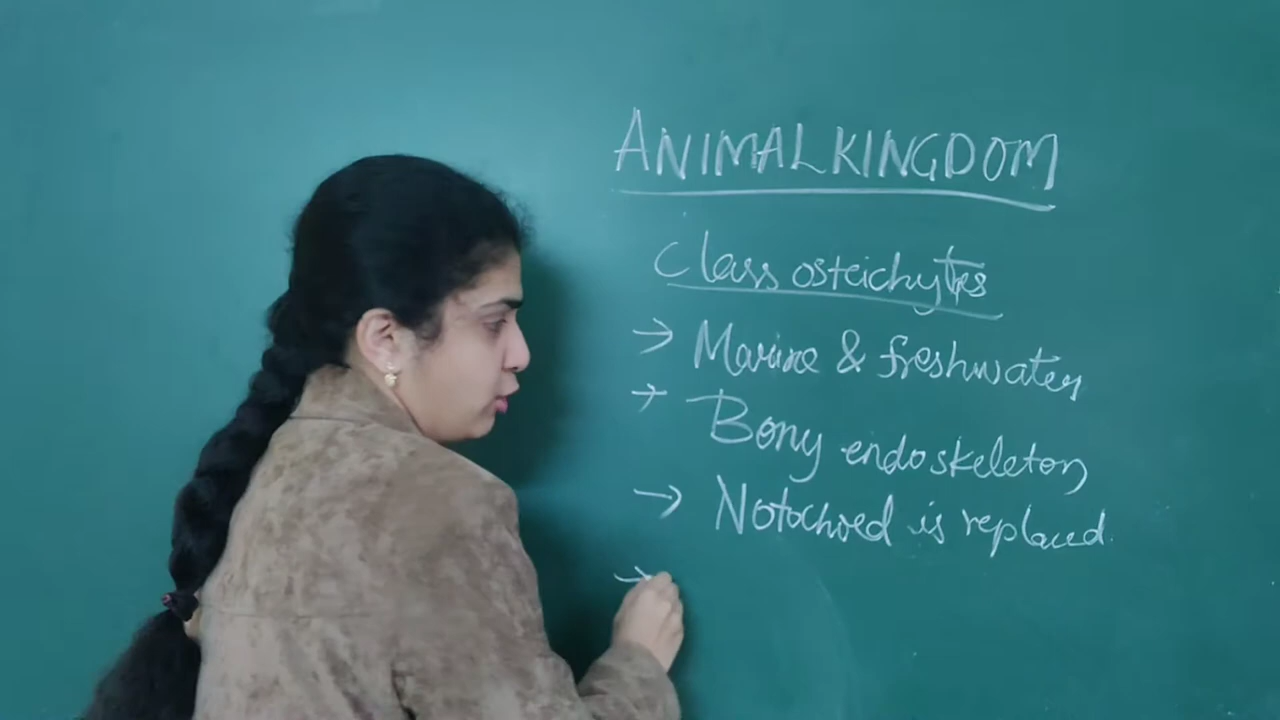 ANIMAL KINGDOM
Class osteichytes
→ Marine & freshwater
→ Bony endoskeleton
→ Notochord is replaced.
→